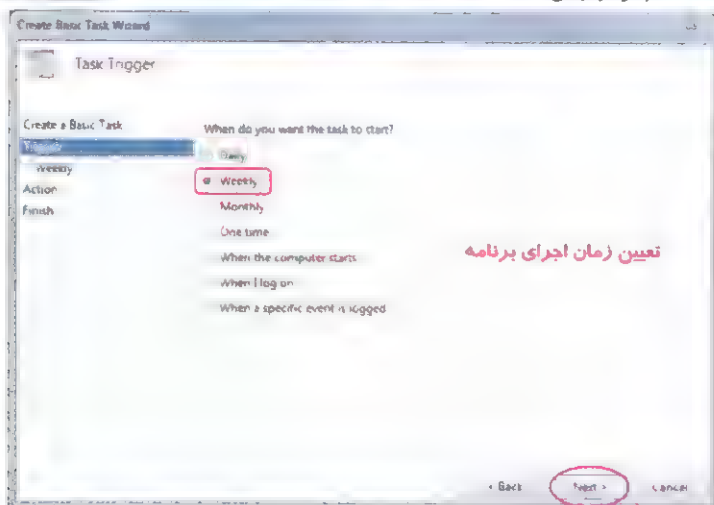 Create Basic Task Wizard
Task Trigger
Create a Basic Task
When do you want the task to start?
Trigger
Daily
Weekly
Weekly
Action
Monthly
Finish
One time
When the computer starts
تعیین زمان اجرای برنامه
When I log on
When a specific event is logged
< Back
Next >
Cancel